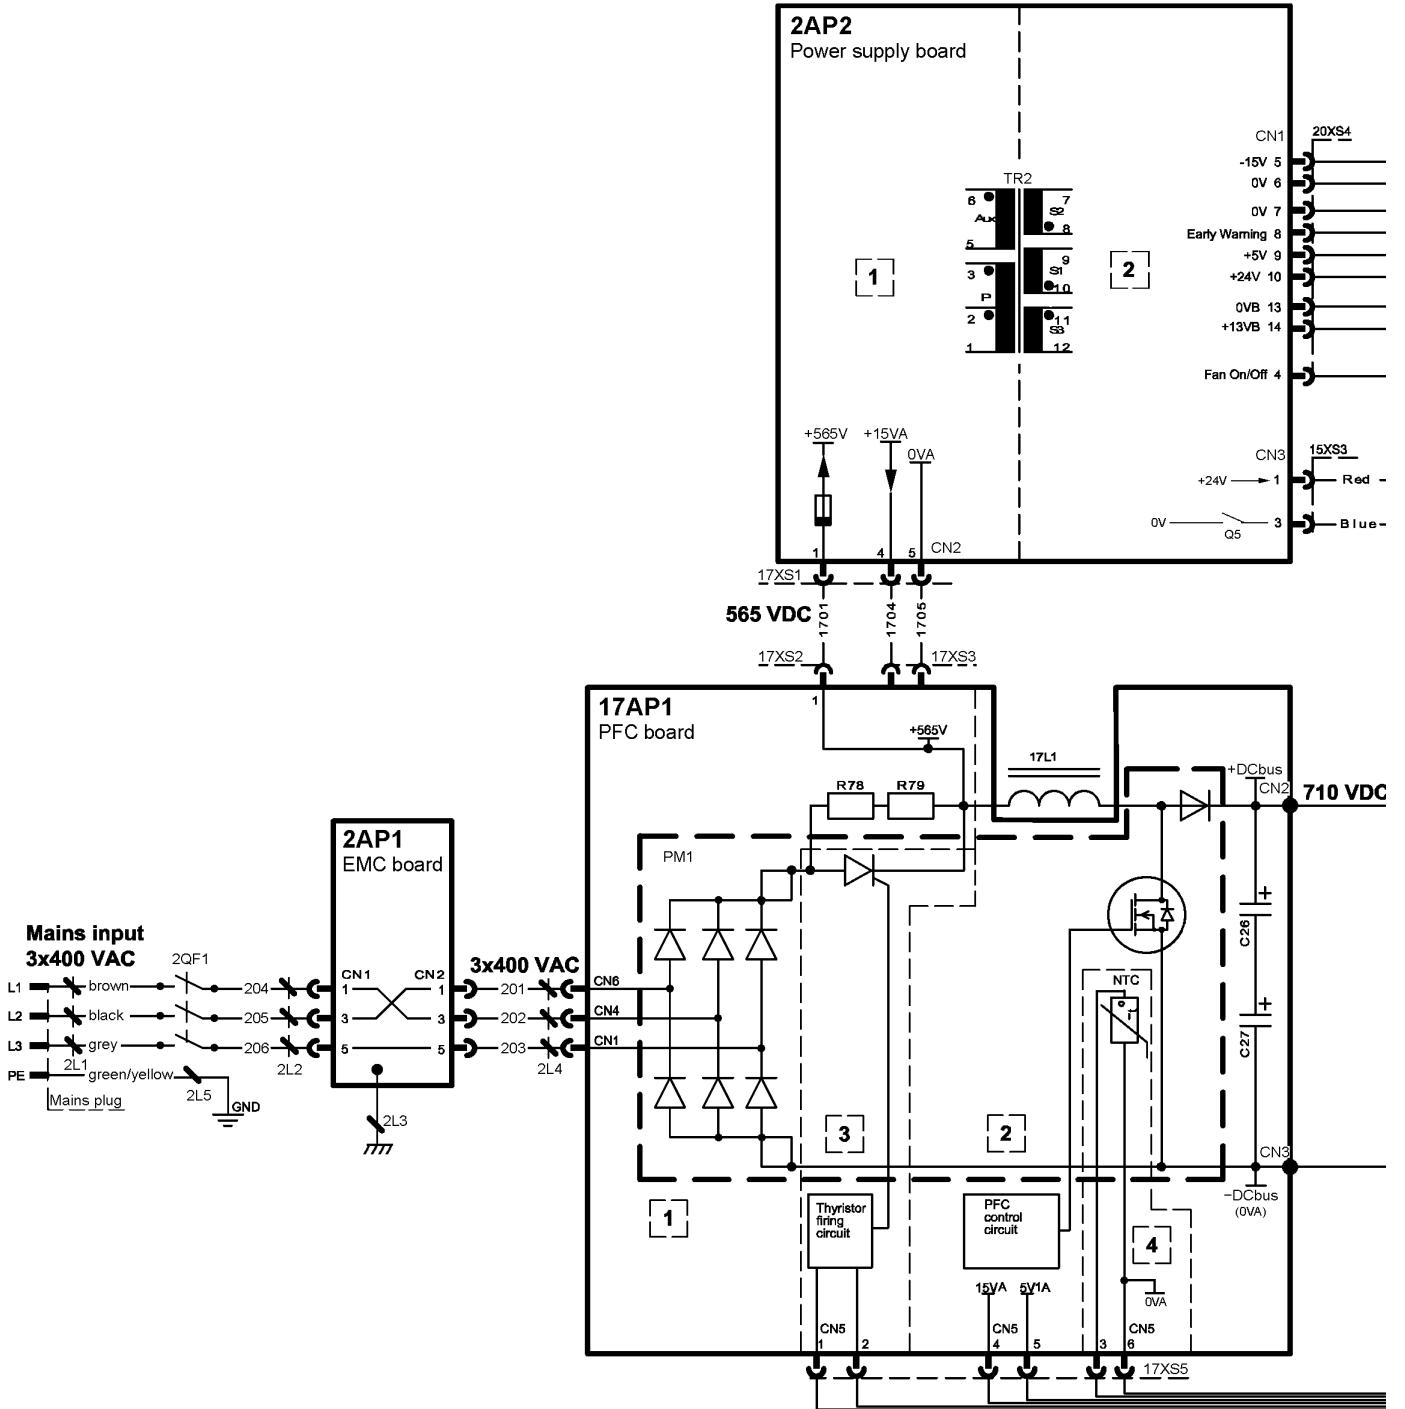 2AP2
Power supply board
CN1 20XS4
-15V 5
0V 6
0V 7
Early Warning 8
+5V 9
+24V 10
0VB 13
+13VB 14
Fan On/Off 4
TR2
6 7
Aux S2
5 8
3 9
S1
P 10
2 11
S3
1 12
1
2
CN3 15XS3
+24V 1 Red
0V Q5 3 Blue
+565V +15VA 0VA
1 4 5 CN2
17XS1
565 VDC 1701 1704 1705
17XS2 17XS3
17AP1
PFC board
1
+565V
17L1
R78 R79
+DCbus
CN2 710 VDC
PM1
2AP1
EMC board
C26 +
C27 +
Mains input
3x400 VAC
2QF1
CN1 CN2
3x400 VAC
L1 brown 204 1 1 201 CN6
L2 black 205 3 3 202 CN4
L3 grey 206 5 5 203 CN1
2L1 2L2 2L4
PE green/yellow
2L5
Mains plug
GND
2L3
NTC
-t
3
2
CN3
-DCbus
(0VA)
1
Thyristor
firing
circuit
PFC
control
circuit
4
15VA 5V1A 0VA
CN5 CN5 CN5
1 2 4 5 3 6
17XS5